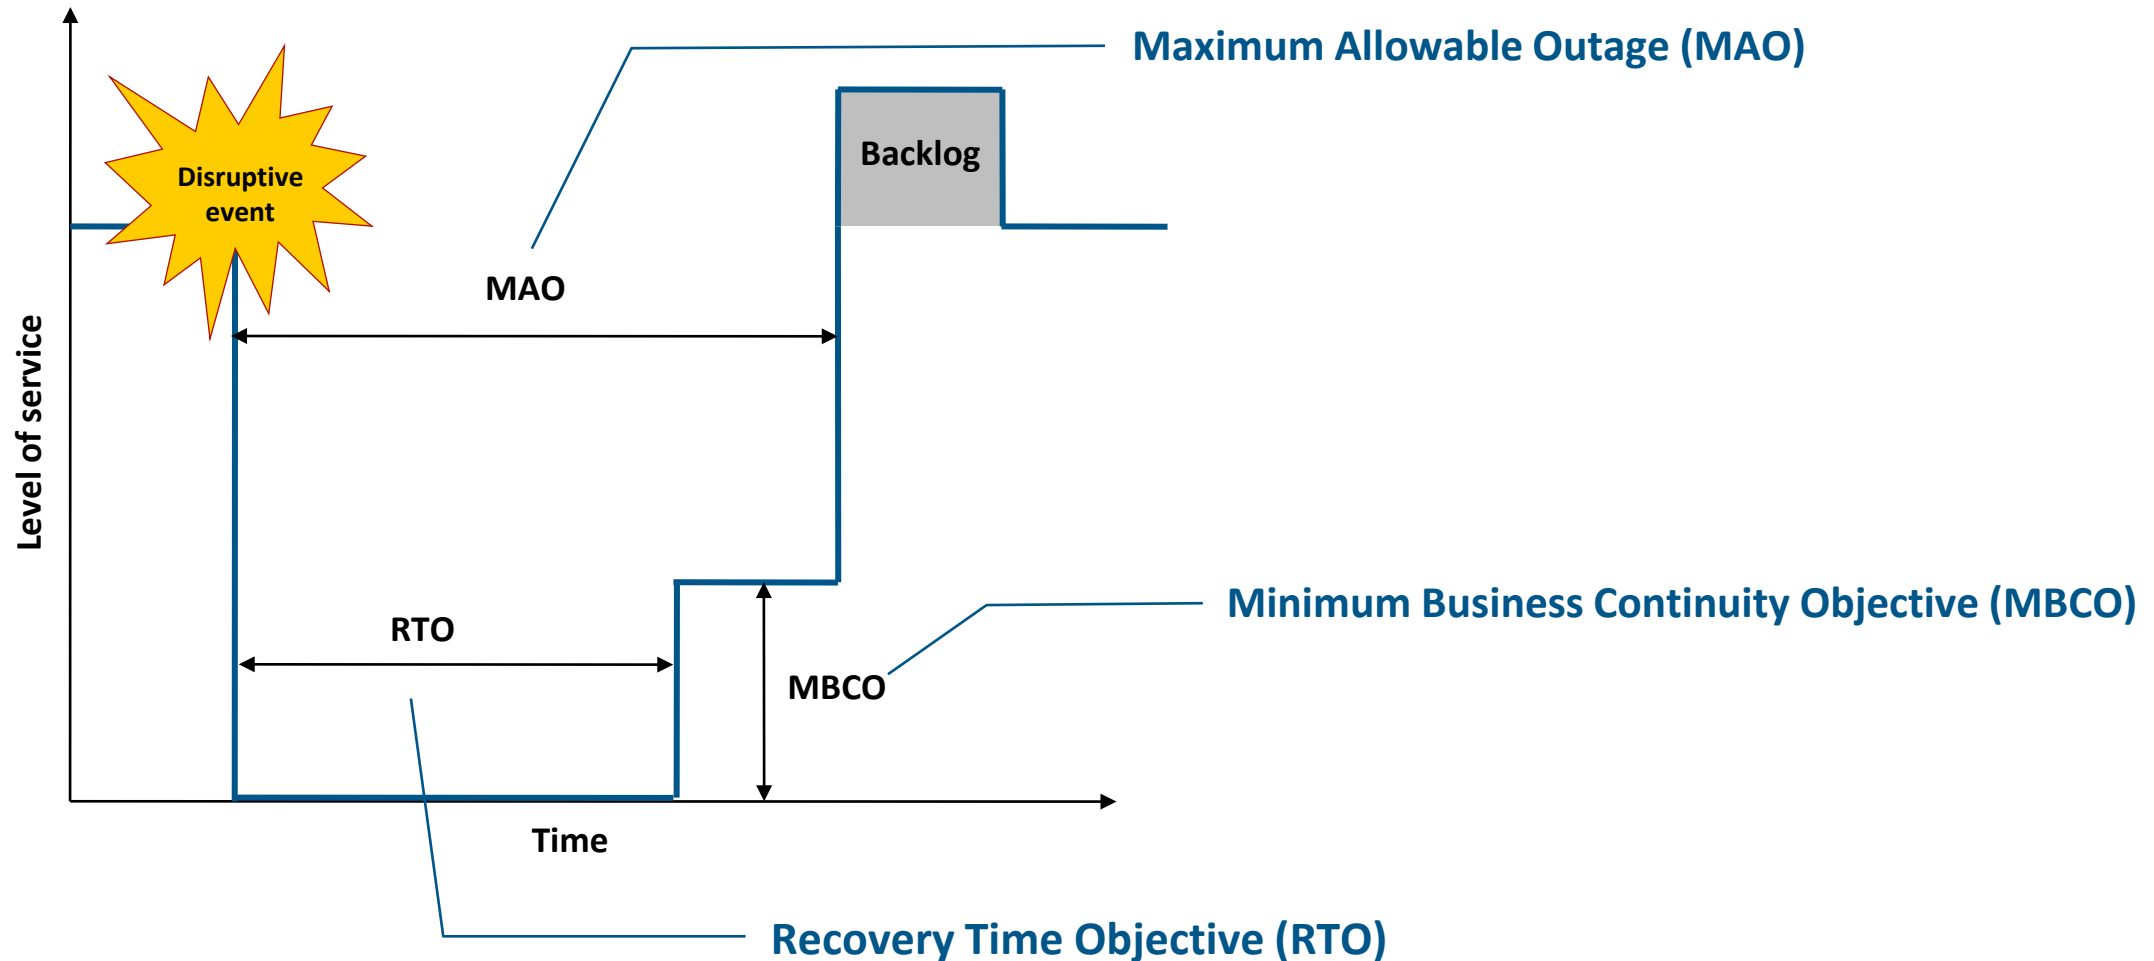 Maximum Allowable Outage (MAO)
Backlog
Disruptive
event
MAO
Level of service
RTO
Minimum Business Continuity Objective (MBCO)
MBCO
Time
Recovery Time Objective (RTO)